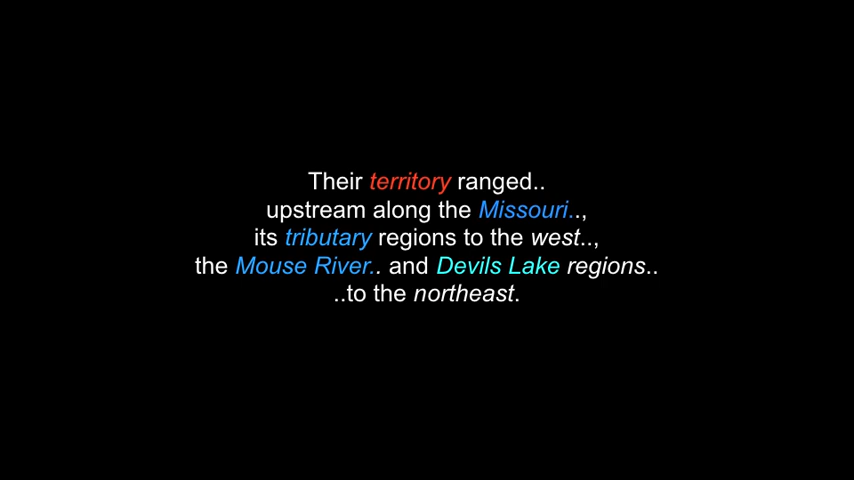 Their territory ranged..
upstream along the Missouri..,
its tributary regions to the west..,
the Mouse River.. and Devils Lake regions..
..to the northeast.